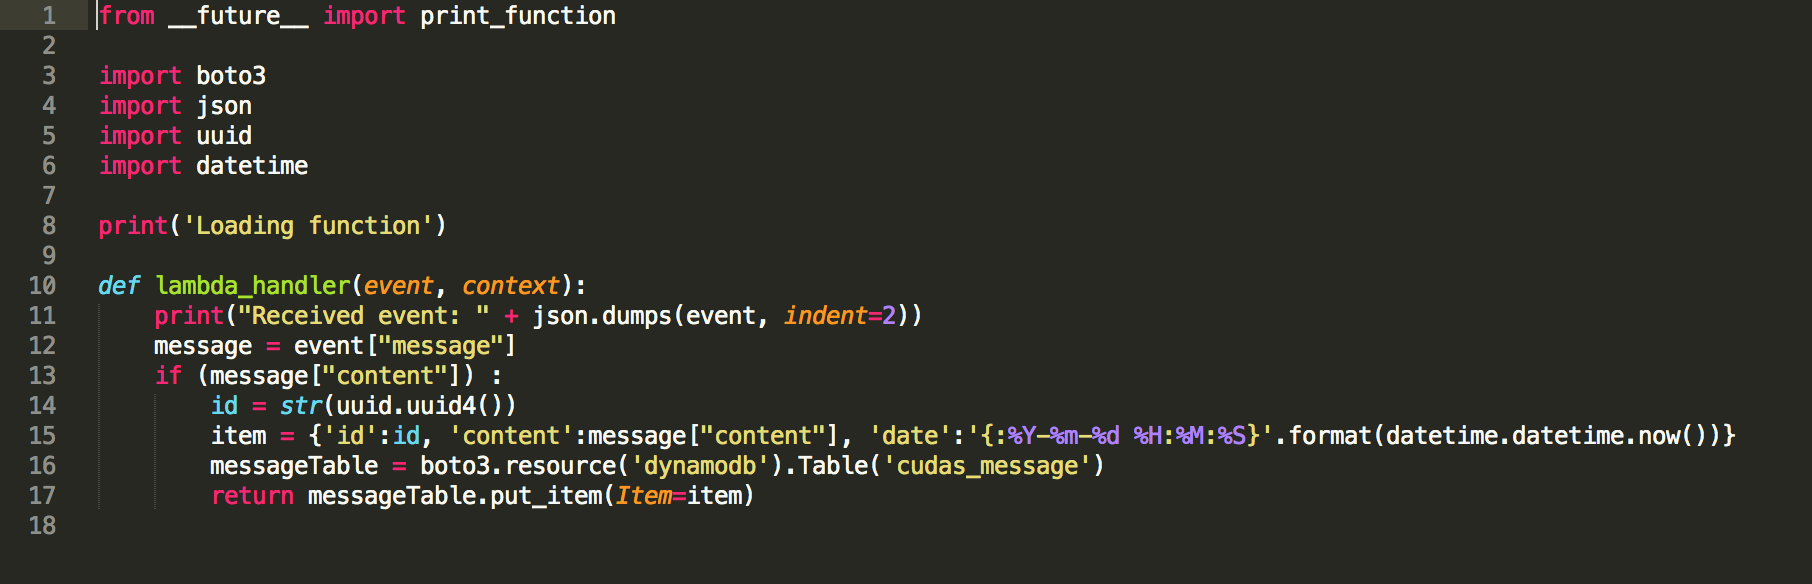 1 from __future__ import print_function
2
3 import boto3
4 import json
5 import uuid
6 import datetime
7
8 print('Loading function')
9
10 def lambda_handler(event, context):
11     print("Received event: " + json.dumps(event, indent=2))
12     message = event["message"]
13     if (message["content"]) :
14         id = str(uuid.uuid4())
15         item = {'id':id, 'content':message["content"], 'date':'{:%Y-%m-%d %H:%M:%S}'.format(datetime.datetime.now())}
16         messageTable = boto3.resource('dynamodb').Table('cudas_message')
17         return messageTable.put_item(Item=item)
18